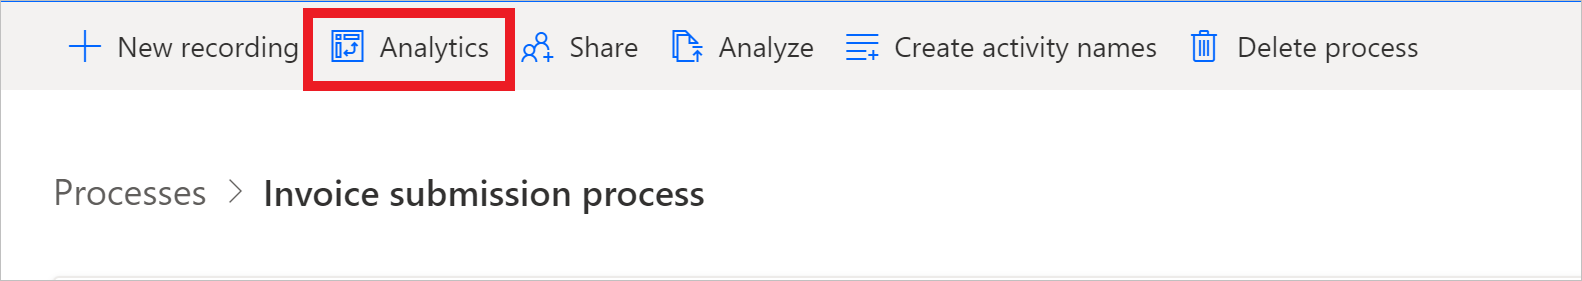 New recording Analytics Share Analyze Create activity names Delete process
Processes > Invoice submission process